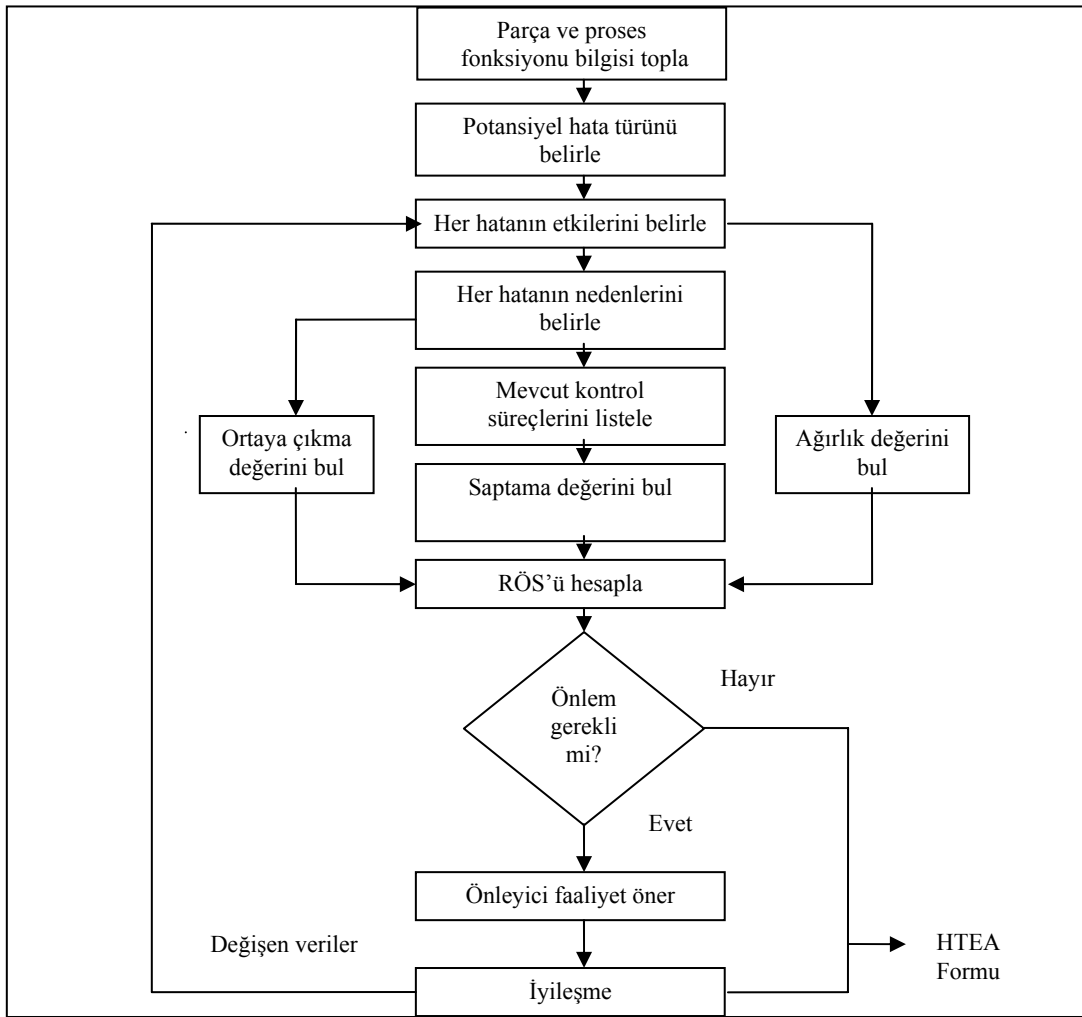 Parça ve proses
fonksiyonu bilgisi topla
Potansiyel hata türünü
belirle
Her hatanın etkilerini belirle
Her hatanın nedenlerini
belirle
Mevcut kontrol
süreçlerini listele
Ortaya çıkma
değerini bul
Ağırlık değerini
bul
Saptama değerini bul
RÖS’ü hesapla
Hayır
Önlem
gerekli
mi?
Evet
Önleyici faaliyet öner
Değişen veriler
HTEA
Formu
İyileşme